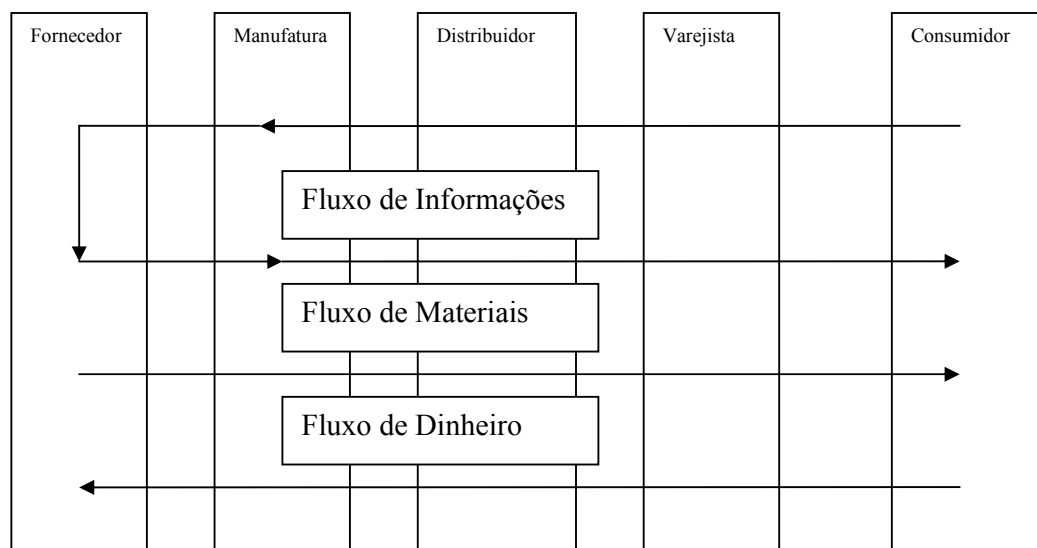 Fornecedor
Manufatura
Distribuidor
Varejista
Consumidor
Fluxo de Informações
Fluxo de Materiais
Fluxo de Dinheiro